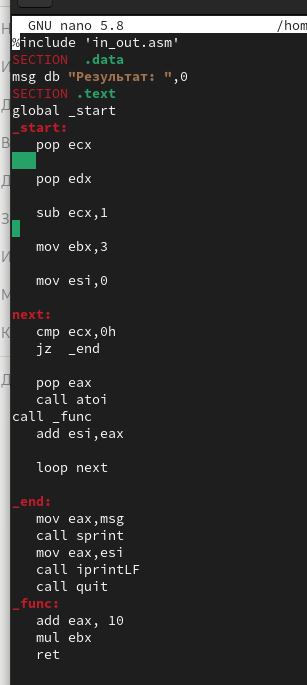 GNU nano 5.8 /hom
%include 'in_out.asm'
SECTION .data
msg db "Результат: ",0
SECTION .text
global _start
_start:
pop ecx
pop edx
sub ecx,1
mov ebx,3
mov esi,0
next:
cmp ecx,0h
jz _end
pop eax
call atoi
call _func
add esi,eax
loop next
_end:
mov eax,msg
call sprint
mov eax,esi
call iprintLF
call quit
_func:
add eax, 10
mul ebx
ret